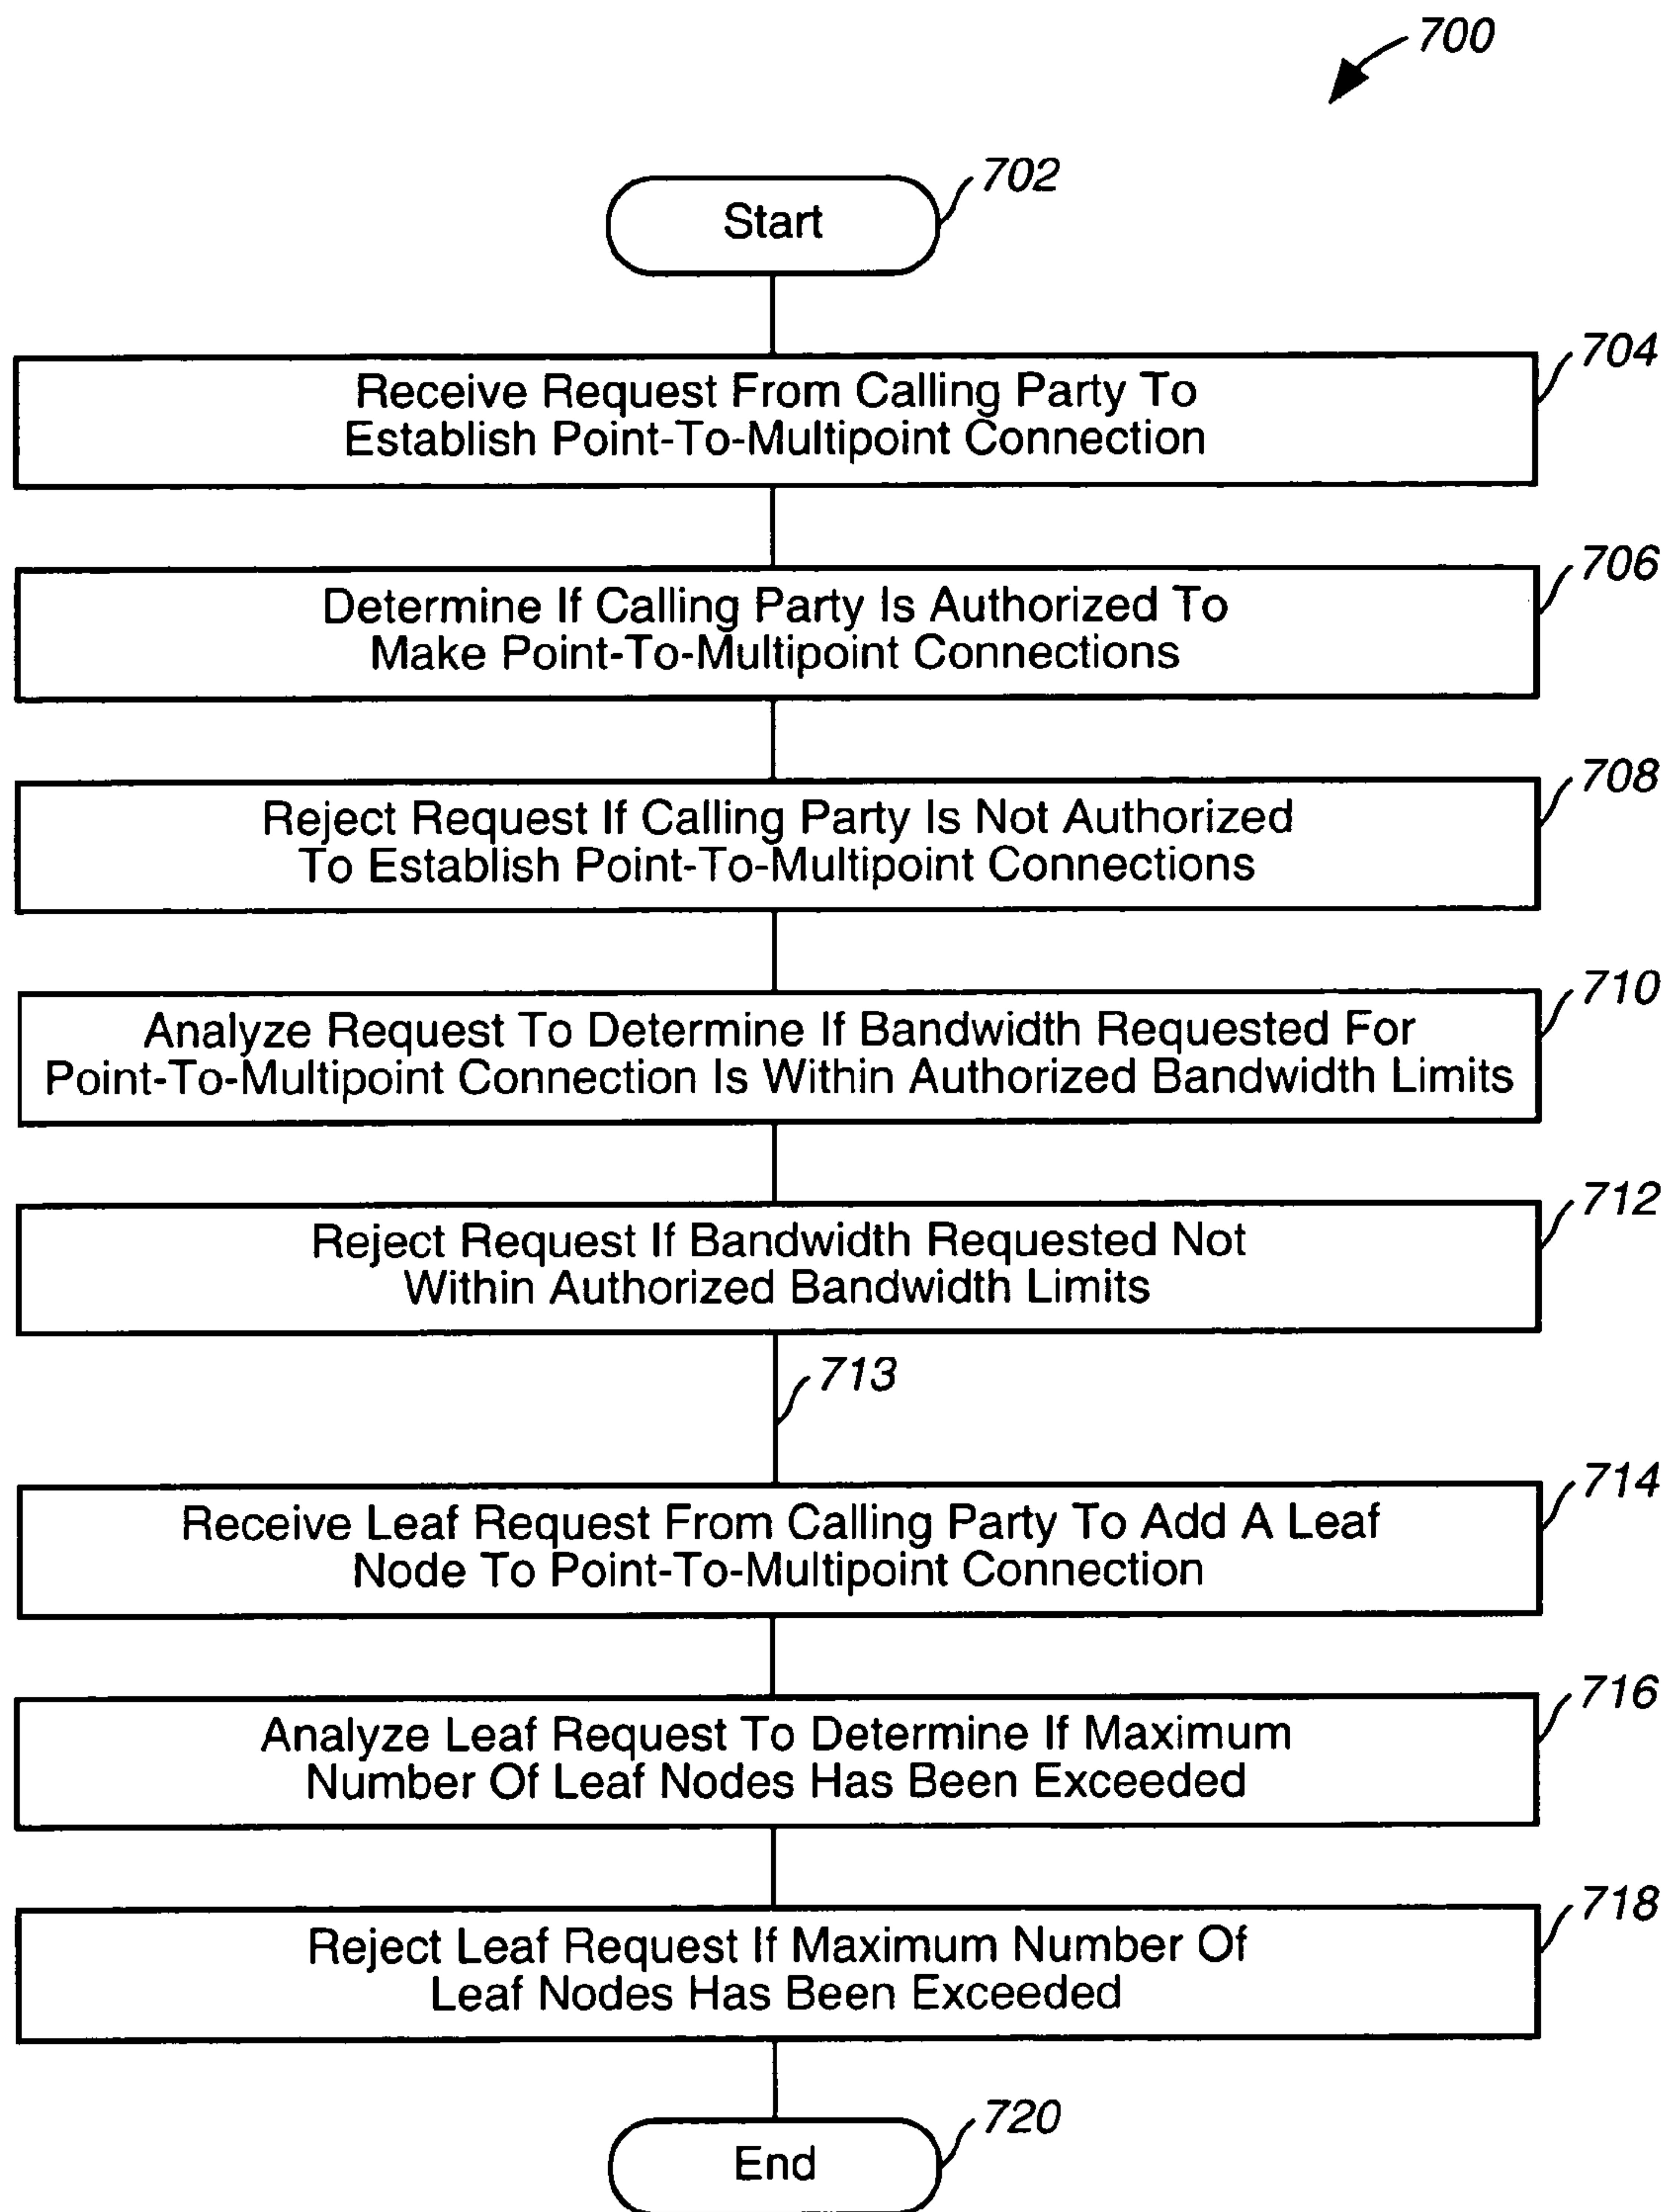 700
702
Start
704
Receive Request From Calling Party To
Establish Point-To-Multipoint Connection
706
Determine If Calling Party Is Authorized To
Make Point-To-Multipoint Connections
708
Reject Request If Calling Party Is Not Authorized
To Establish Point-To-Multipoint Connections
710
Analyze Request To Determine If Bandwidth Requested For
Point-To-Multipoint Connection Is Within Authorized Bandwidth Limits
712
Reject Request If Bandwidth Requested Not
Within Authorized Bandwidth Limits
713
714
Receive Leaf Request From Calling Party To Add A Leaf
Node To Point-To-Multipoint Connection
716
Analyze Leaf Request To Determine If Maximum
Number Of Leaf Nodes Has Been Exceeded
718
Reject Leaf Request If Maximum Number Of
Leaf Nodes Has Been Exceeded
720
End